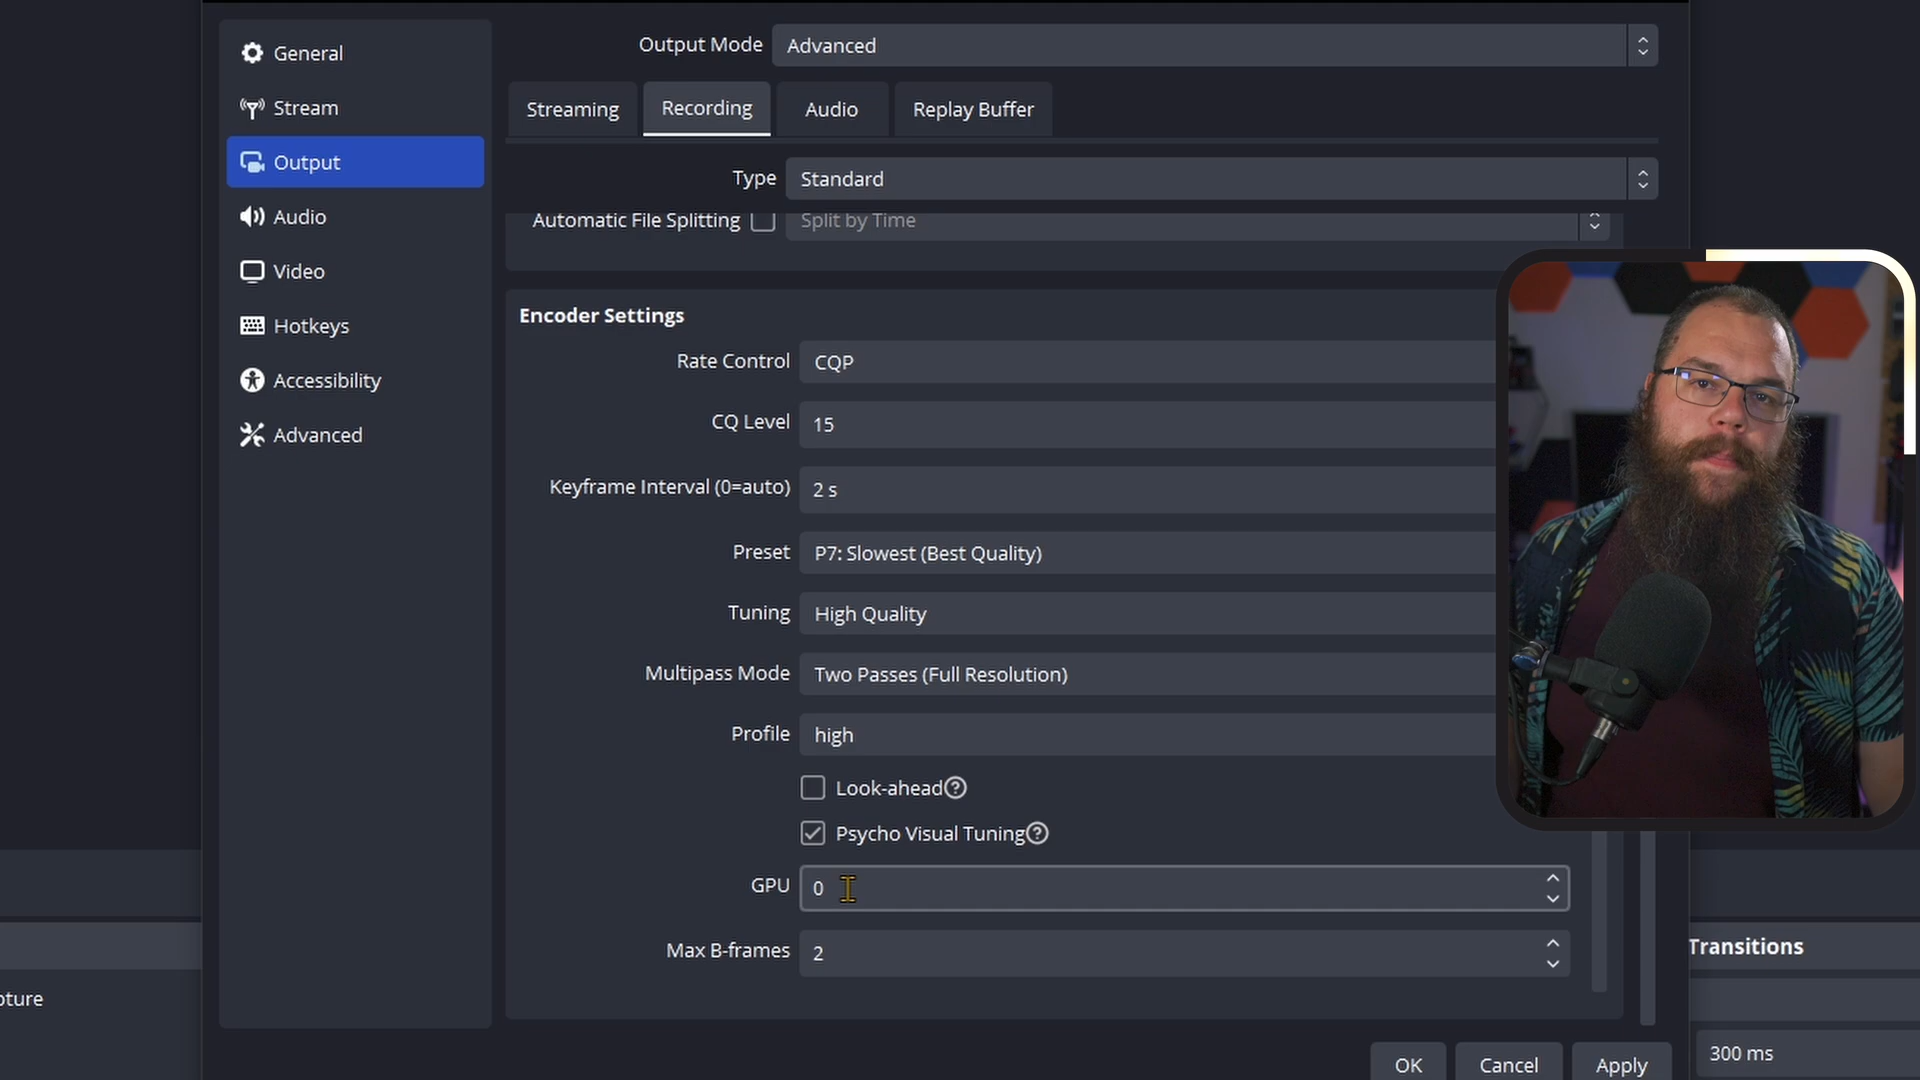 General
Stream
Output
Audio
Video
Hotkeys
Accessibility
Advanced
Output Mode Advanced
Streaming Recording Audio Replay Buffer
Type Standard
Automatic File Splitting Split by Time
Encoder Settings
Rate Control CQP
CQ Level 15
Keyframe Interval (0=auto) 2 s
Preset P7: Slowest (Best Quality)
Tuning High Quality
Multipass Mode Two Passes (Full Resolution)
Profile high
Look-ahead ?
Psycho Visual Tuning ?
GPU 0
Max B-frames 2
OK Cancel Apply
pture
Transitions
300 ms